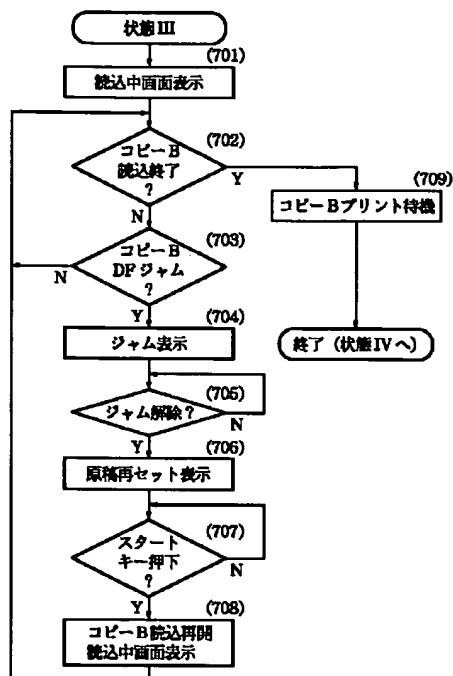 状態III
(701)
読込中画面表示
(702)
コピーB
読込終了
?
Y
N
(709)
コピーBプリント待機
終了（状態IVへ）
(703)
コピーB
DFジャム
?
N
Y
(704)
ジャム表示
(705)
ジャム解除?
N
Y
(706)
原稿再セット表示
(707)
スタート
キー押下
?
N
Y
(708)
コピーB読込再開
読込中画面表示